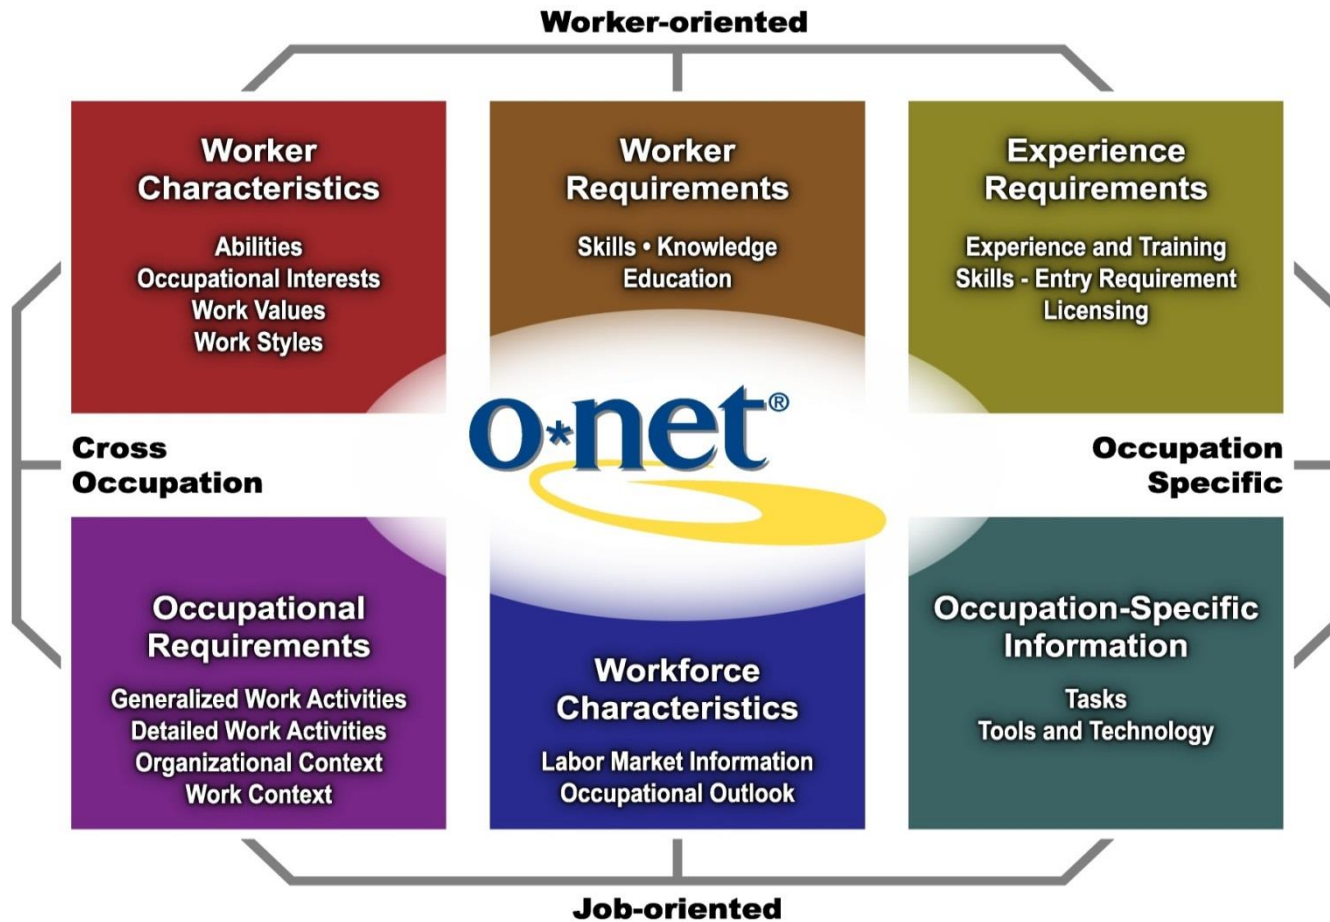 Worker-oriented
Worker
Characteristics
Abilities
Occupational Interests
Work Values
Work Styles
Worker
Requirements
Skills • Knowledge
Education
Experience
Requirements
Experience and Training
Skills - Entry Requirement
Licensing
Cross
Occupation
o*net®
Occupation
Specific
Occupational
Requirements
Generalized Work Activities
Detailed Work Activities
Organizational Context
Work Context
Workforce
Characteristics
Labor Market Information
Occupational Outlook
Occupation-Specific
Information
Tasks
Tools and Technology
Job-oriented